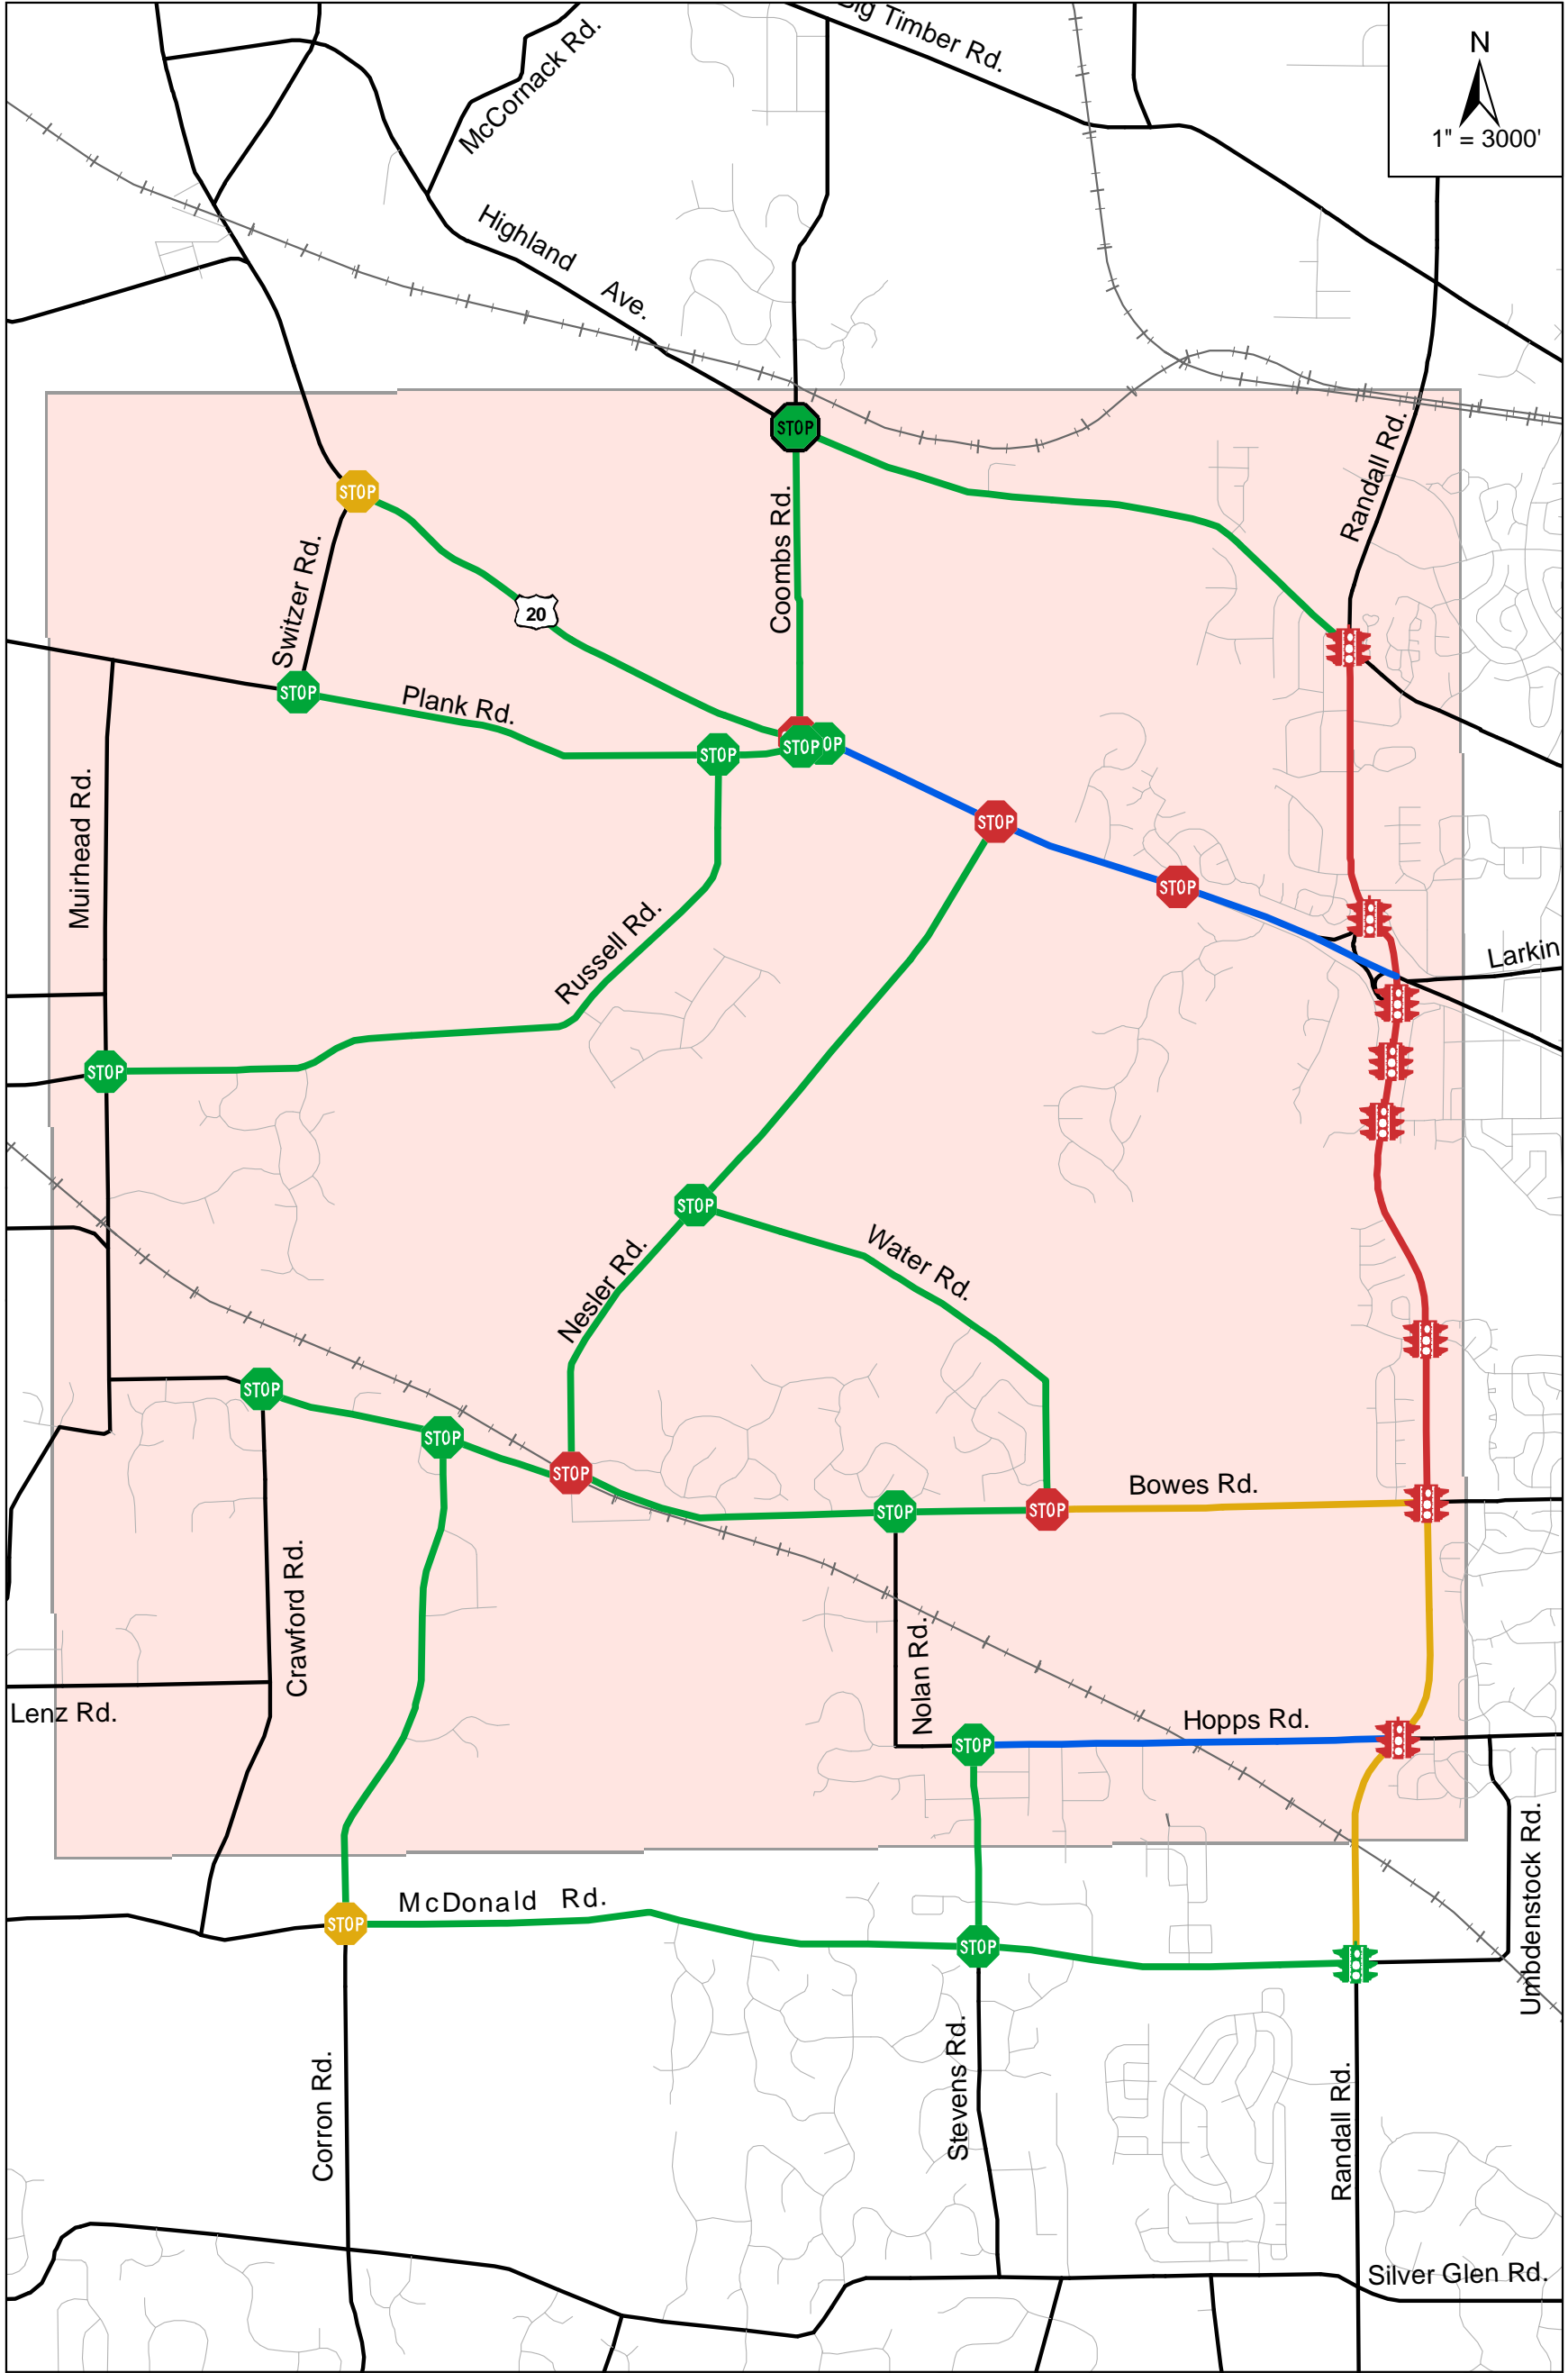 Big Timber Rd.
McCornack Rd.
N
1" = 3000'
Highland Ave.
Randall Rd.
STOP
Coombs Rd.
STOP
Switzer Rd.
20
STOP
Plank Rd.
STOP
STOP
OP
Muirhead Rd.
STOP
STOP
Russell Rd.
Larkin
STOP
STOP
Water Rd.
Nesler Rd.
STOP
STOP
STOP
Bowes Rd.
STOP
STOP
Crawford Rd.
Nolan Rd.
Lenz Rd.
Hopps Rd.
STOP
Umbdenstock Rd.
McDonald Rd.
STOP
STOP
Stevens Rd.
Corron Rd.
Randall Rd.
Silver Glen Rd.